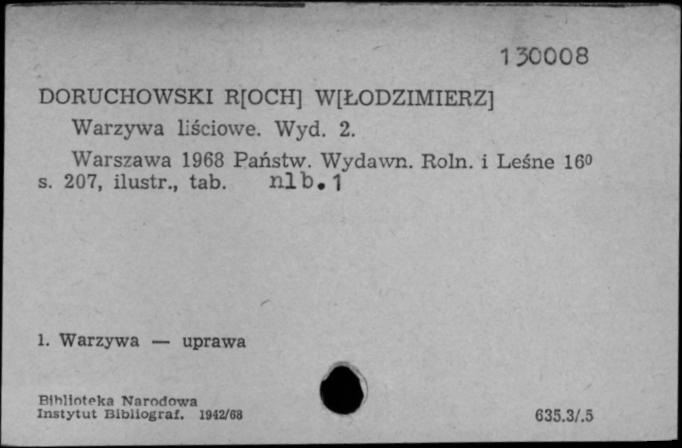 130008
DORUCHOWSKI R[OCH] W[ŁODZIMIERZ]
Warzywa liściowe. Wyd. 2.
Warszawa 1968 Państw. Wydawn. Roln. i Leśne 16⁰
s. 207, ilustr., tab. nlb.1
1. Warzywa — uprawa
Biblioteka Narodowa
Instytut Bibliograf. 1942/68
635.3/.5